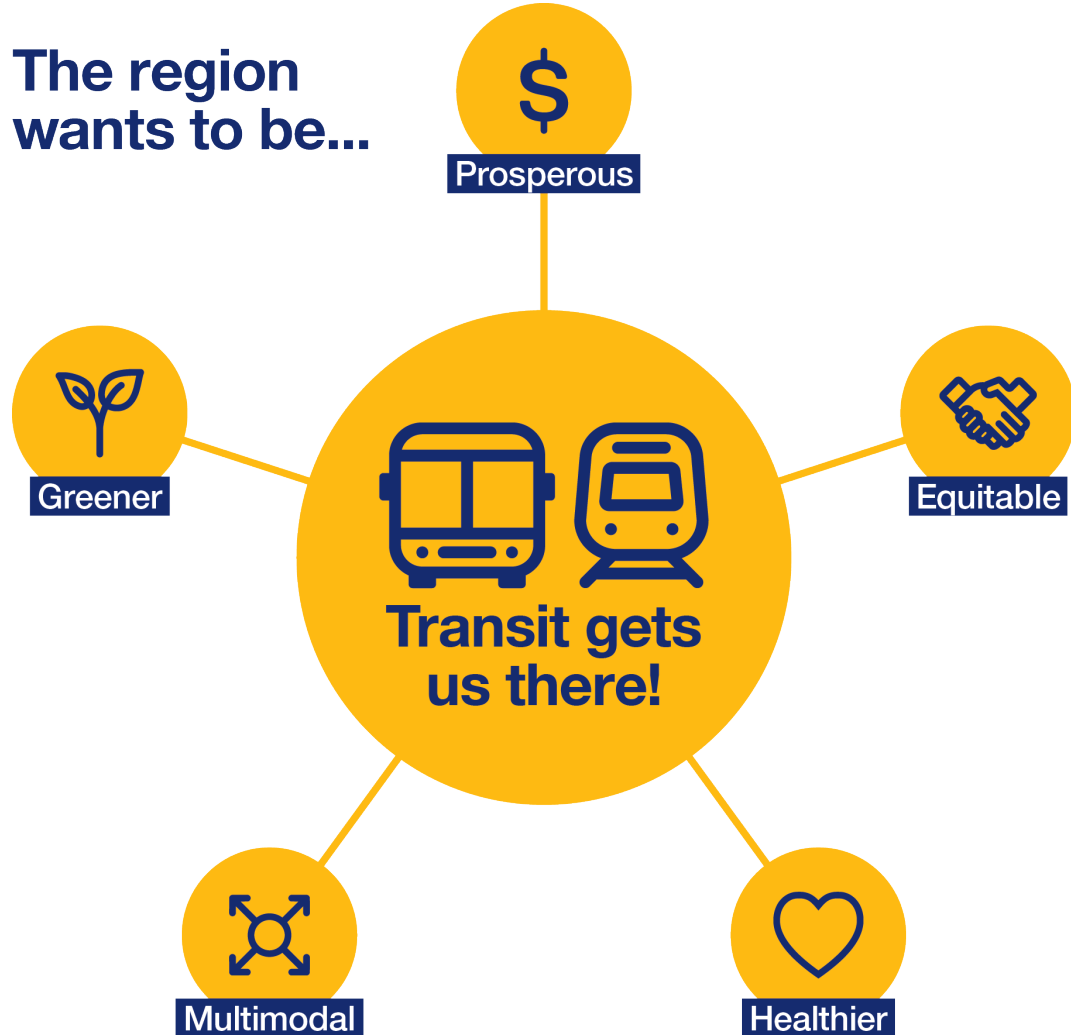 The region
wants to be...
$
Prosperous
Greener
Equitable
Transit gets
us there!
Multimodal
Healthier